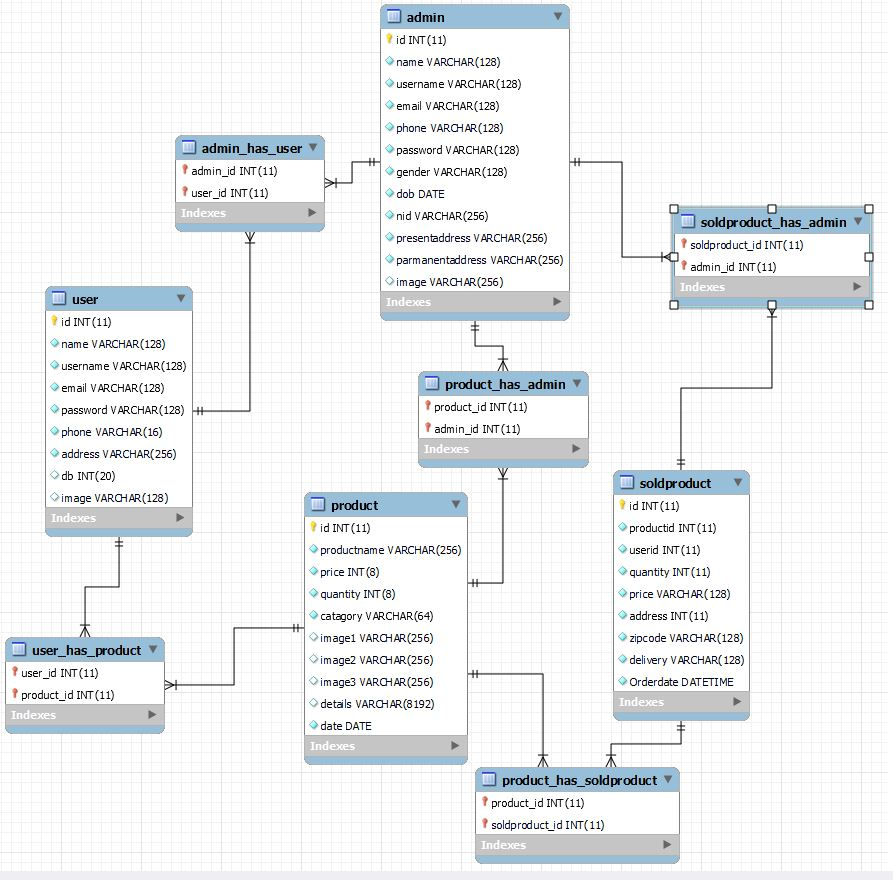 admin
id INT(11)
name VARCHAR(128)
username VARCHAR(128)
email VARCHAR(128)
phone VARCHAR(128)
password VARCHAR(128)
gender VARCHAR(128)
dob DATE
nid VARCHAR(256)
presentaddress VARCHAR(256)
parmanentaddress VARCHAR(256)
image VARCHAR(256)
Indexes
admin_has_user
admin_id INT(11)
user_id INT(11)
Indexes
soldproduct_has_admin
soldproduct_id INT(11)
admin_id INT(11)
Indexes
user
id INT(11)
name VARCHAR(128)
username VARCHAR(128)
email VARCHAR(128)
password VARCHAR(128)
phone VARCHAR(16)
address VARCHAR(256)
db INT(20)
image VARCHAR(128)
Indexes
product_has_admin
product_id INT(11)
admin_id INT(11)
Indexes
product
id INT(11)
productname VARCHAR(256)
price INT(8)
quantity INT(8)
catagory VARCHAR(64)
image1 VARCHAR(256)
image2 VARCHAR(256)
image3 VARCHAR(256)
details VARCHAR(8192)
date DATE
Indexes
soldproduct
id INT(11)
productid INT(11)
userid INT(11)
quantity INT(11)
price VARCHAR(128)
address INT(11)
zipcode VARCHAR(128)
delivery VARCHAR(128)
Orderdate DATETIME
Indexes
user_has_product
user_id INT(11)
product_id INT(11)
Indexes
product_has_soldproduct
product_id INT(11)
soldproduct_id INT(11)
Indexes